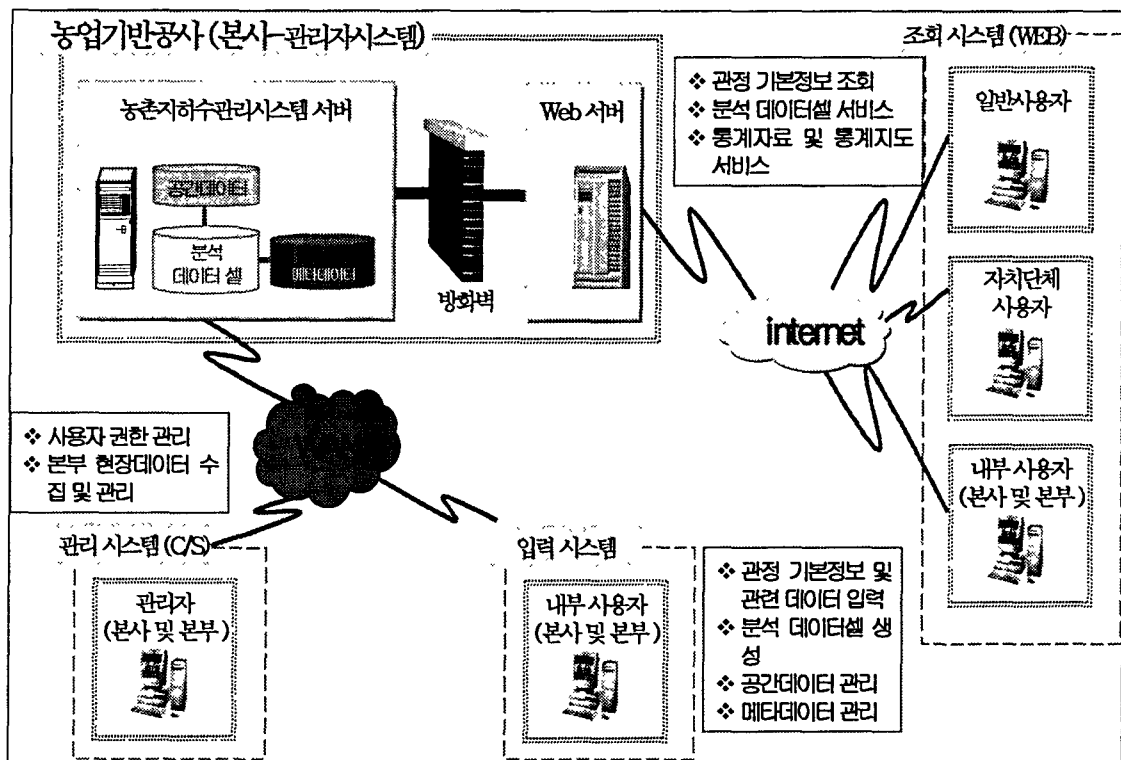 농업기반공사 (본사-관리자시스템)
농촌지하수관리시스템 서버
공간데이터
분석
데이터 셀
메타데이터
방화벽
Web 서버
❖ 관정 기본정보 조회
❖ 분석 데이터셀 서비스
❖ 통계자료 및 통계지도
서비스
조회 시스템 (WEB)
일반사용자
자치단체
사용자
내부 사용자
(본사 및 본부)
internet
❖ 사용자 권한 관리
❖ 본부 현장데이터 수
집 및 관리
관리 시스템 (C/S)
관리자
(본사 및 본부)
입력 시스템
내부 사용자
(본사 및 본부)
❖ 관정 기본정보 및
관련 데이터 입력
❖ 분석 데이터셀 생
성
❖ 공간데이터 관리
❖ 메타데이터 관리